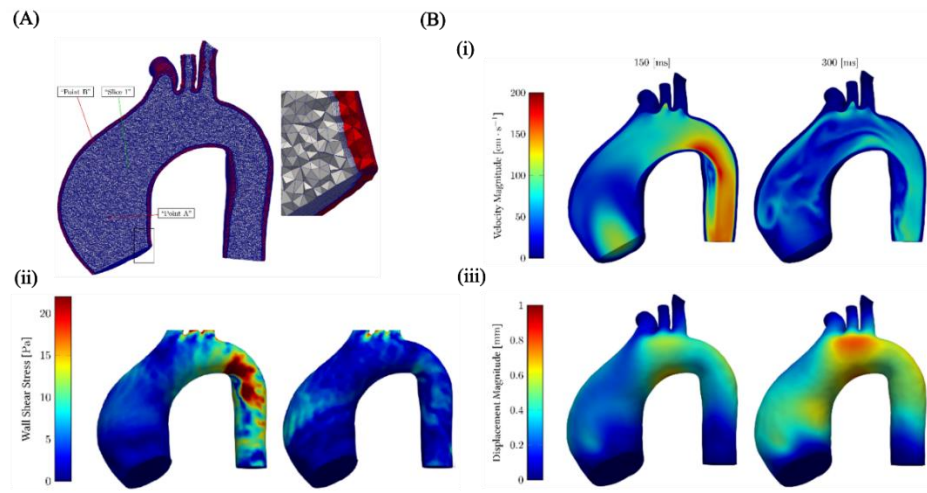 (A)
"Point B"
"Slice 1"
"Point A"
(B)
(i)
150 [ms]
300 [ms]
Velocity Magnitude [cm · s⁻¹]
200
150
100
50
0
(ii)
Wall Shear Stress [Pa]
20
15
10
5
0
(iii)
Displacement Magnitude [mm]
1
0.8
0.6
0.4
0.2
0